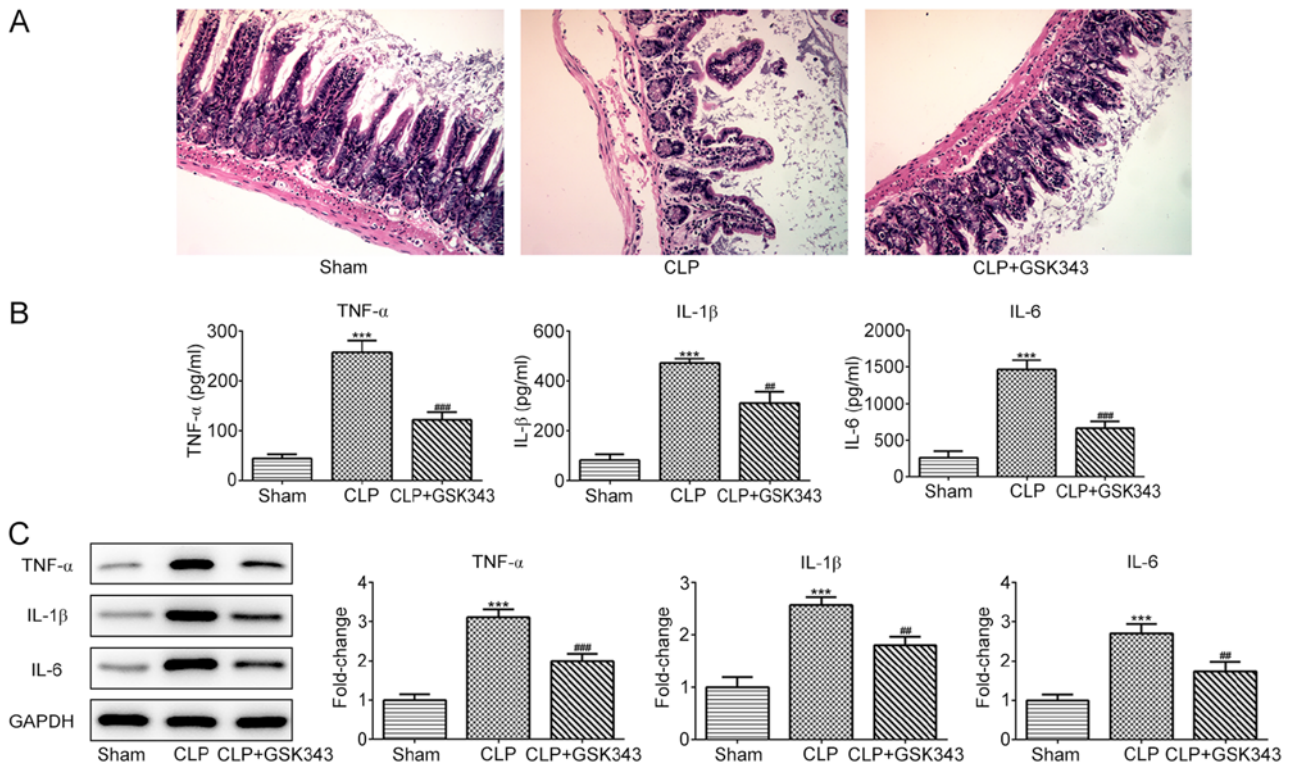 A
Sham
CLP
CLP+GSK343
B
TNF-α
TNF-α (pg/ml)
300
200
100
0
***
###
Sham
CLP
CLP+GSK343
IL-1β
IL-β (pg/ml)
600
400
200
0
***
##
Sham
CLP
CLP+GSK343
IL-6
IL-6 (pg/ml)
2000
1500
1000
500
0
***
###
Sham
CLP
CLP+GSK343
C
TNF-α
IL-1β
IL-6
GAPDH
Sham
CLP
CLP+GSK343
TNF-α
Fold-change
4
3
2
1
0
***
###
Sham
CLP
CLP+GSK343
IL-1β
Fold-change
3
2
1
0
***
##
Sham
CLP
CLP+GSK343
IL-6
Fold-change
4
3
2
1
0
***
##
Sham
CLP
CLP+GSK343